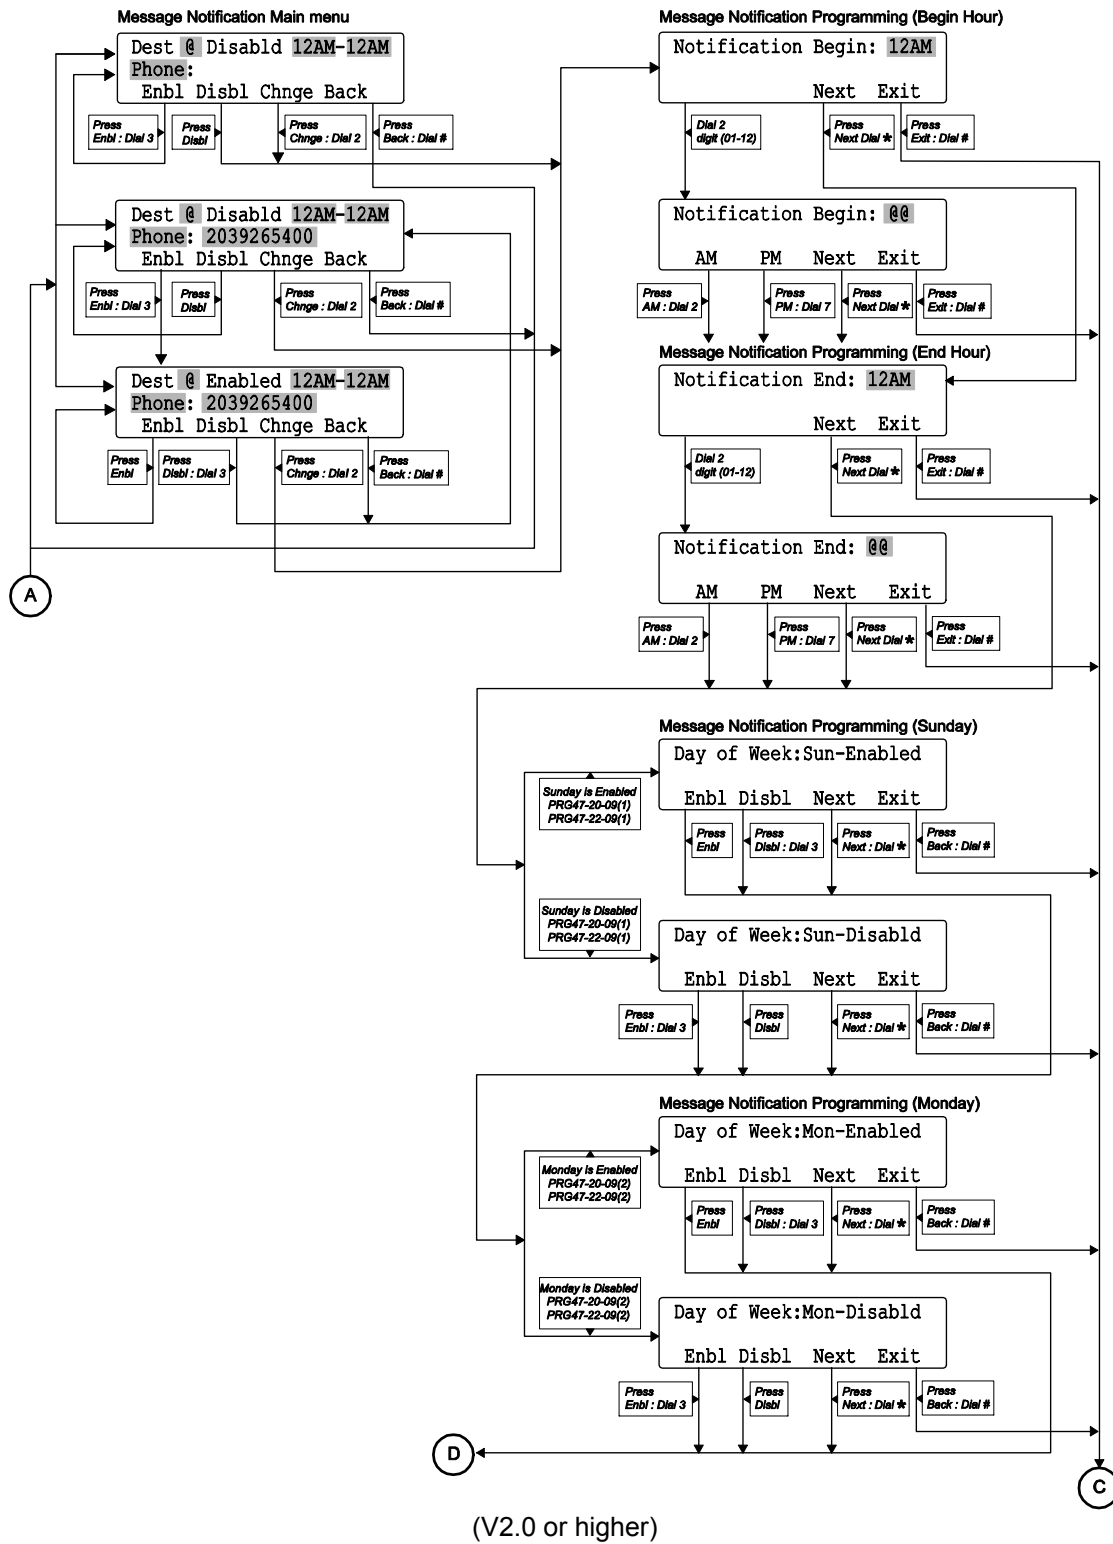 Message Notification Main menu
Dest @ Disabld 12AM-12AM
Phone:
Enbl Disbl Chnge Back
Press
Enbl : Dial 3
Press
Disbl
Press
Chnge : Dial 2
Press
Back : Dial #
Dest @ Disabld 12AM-12AM
Phone: 2039265400
Enbl Disbl Chnge Back
Press
Enbl : Dial 3
Press
Disbl
Press
Chnge : Dial 2
Press
Back : Dial #
Dest @ Enabled 12AM-12AM
Phone: 2039265400
Enbl Disbl Chnge Back
Press
Enbl
Press
Disbl : Dial 3
Press
Chnge : Dial 2
Press
Back : Dial #
A
Message Notification Programming (Begin Hour)
Notification Begin: 12AM
Next Exit
Dial 2
digit (01-12)
Press
Next Dial *
Press
Exit : Dial #
Notification Begin: @@
AM PM Next Exit
Press
AM : Dial 2
Press
PM : Dial 7
Press
Next Dial *
Press
Exit : Dial #
Message Notification Programming (End Hour)
Notification End: 12AM
Next Exit
Dial 2
digit (01-12)
Press
Next Dial *
Press
Exit : Dial #
Notification End: @@
AM PM Next Exit
Press
AM : Dial 2
Press
PM : Dial 7
Press
Next Dial *
Press
Exit : Dial #
Message Notification Programming (Sunday)
Day of Week:Sun-Enabled
Enbl Disbl Next Exit
Sunday is Enabled
PRG47-20-09(1)
PRG47-22-09(1)
Press
Enbl
Press
Disbl : Dial 3
Press
Next : Dial *
Press
Back : Dial #
Sunday is Disabled
PRG47-20-09(1)
PRG47-22-09(1)
Day of Week:Sun-Disabld
Enbl Disbl Next Exit
Press
Enbl : Dial 3
Press
Disbl
Press
Next : Dial *
Press
Back : Dial #
Message Notification Programming (Monday)
Day of Week:Mon-Enabled
Enbl Disbl Next Exit
Monday is Enabled
PRG47-20-09(2)
PRG47-22-09(2)
Press
Enbl
Press
Disbl : Dial 3
Press
Next : Dial *
Press
Back : Dial #
Monday is Disabled
PRG47-20-09(2)
PRG47-22-09(2)
Day of Week:Mon-Disabld
Enbl Disbl Next Exit
Press
Enbl : Dial 3
Press
Disbl
Press
Next : Dial *
Press
Back : Dial #
D
C
(V2.0 or higher)